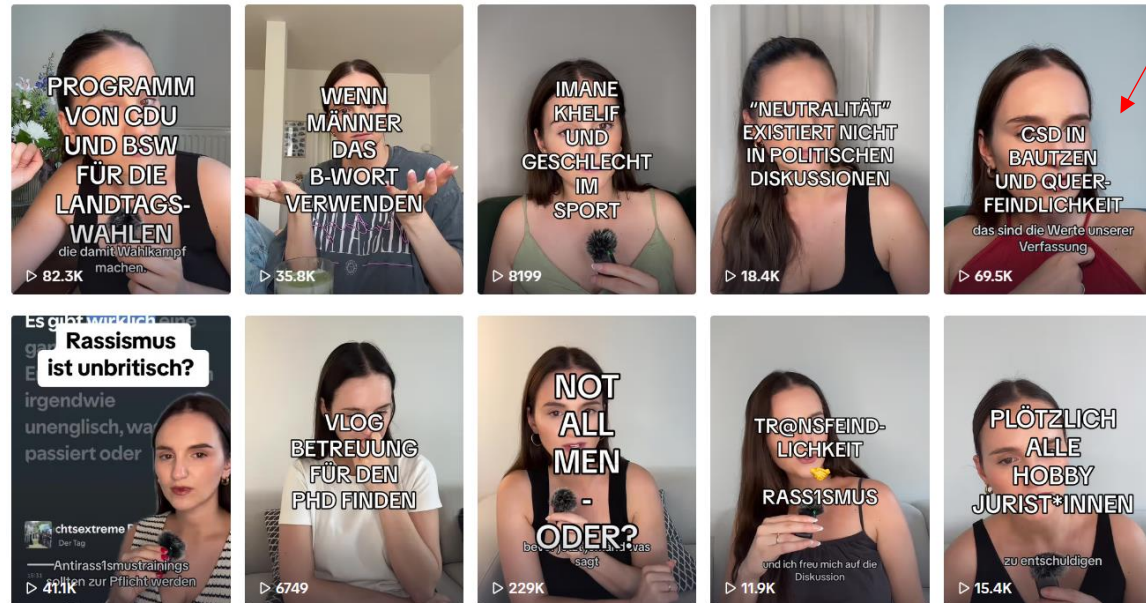 PROGRAMM
VON CDU
UND BSW
FÜR DIE
LANDTAGS-
WAHLEN
die damit Wahlkampf
machen.
82.3K
WENN
MÄNNER
DAS
B-WORT
VERWENDEN
35.8K
IMANE
KHELIF
UND
GESCHLECHT
IM
SPORT
8199
"NEUTRALITÄT"
EXISTIERT NICHT
IN POLITISCHEN
DISKUSSIONEN
18.4K
CSD IN
BAUTZEN
UND QUEER-
FEINDLICHKEIT
das sind die Werte unserer
Verfassung
69.5K
Es gibt wirklich eine
Rassismus
ist unbritisch?
irgendwie
unenglisch, was
passiert oder
chtsextreme
Der Tag
Antirass1smustrainings
sollten zur Pflicht werden
41.1K
VLOG
BETREUUNG
FÜR DEN
PHD FINDEN
6749
NOT
ALL
MEN
-
ODER?
was
sagt
229K
TR@NSFEIND-
LICHKEIT
RASS1SMUS
und ich freu mich auf die
Diskussion
11.9K
PLÖTZLICH
ALLE
HOBBY
JURIST*INNEN
zu entschuldigen
15.4K